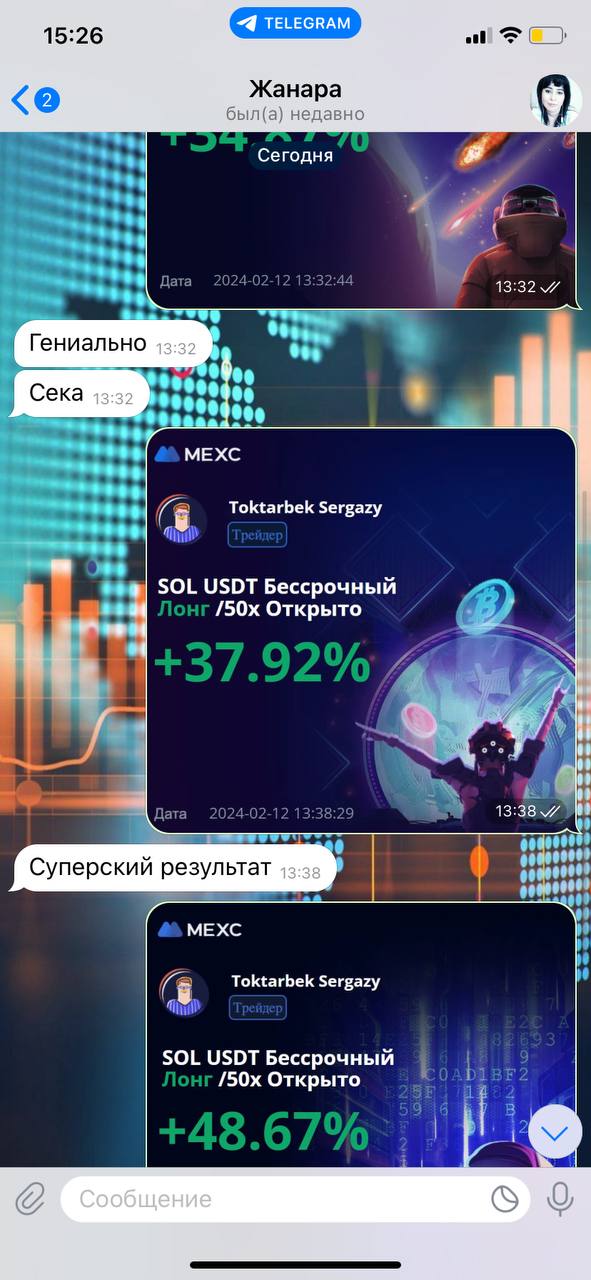 15:26
TELEGRAM
2
Жанара
был(а) недавно
+34.67%
Сегодня
Дата 2024-02-12 13:32:44
13:32
Гениально 13:32
Сека 13:32
MEXC
Toktarbek Sergazy
Трейдер
SOL USDT Бессрочный
Лонг /50x Открыто
+37.92%
Дата 2024-02-12 13:38:29
13:38
Суперский результат 13:38
MEXC
Toktarbek Sergazy
Трейдер
SOL USDT Бессрочный
Лонг /50x Открыто
+48.67%
Сообщение